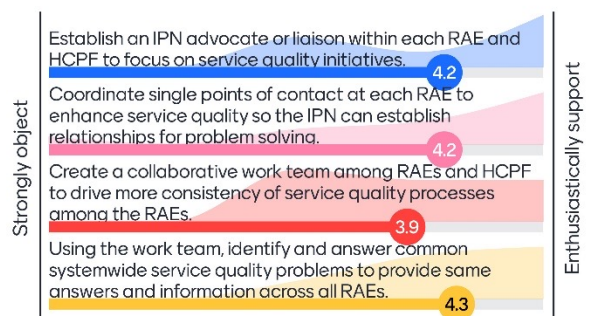 Establish an IPN advocate or liaison within each RAE and
HCPF to focus on service quality initiatives.
4.2
Coordinate single points of contact at each RAE to
enhance service quality so the IPN can establish
relationships for problem solving.
4.2
Create a collaborative work team among RAEs and HCPF
to drive more consistency of service quality processes
among the RAEs.
3.9
Using the work team, identify and answer common
systemwide service quality problems to provide same
answers and information across all RAEs.
4.3
Strongly object
Enthusiastically support